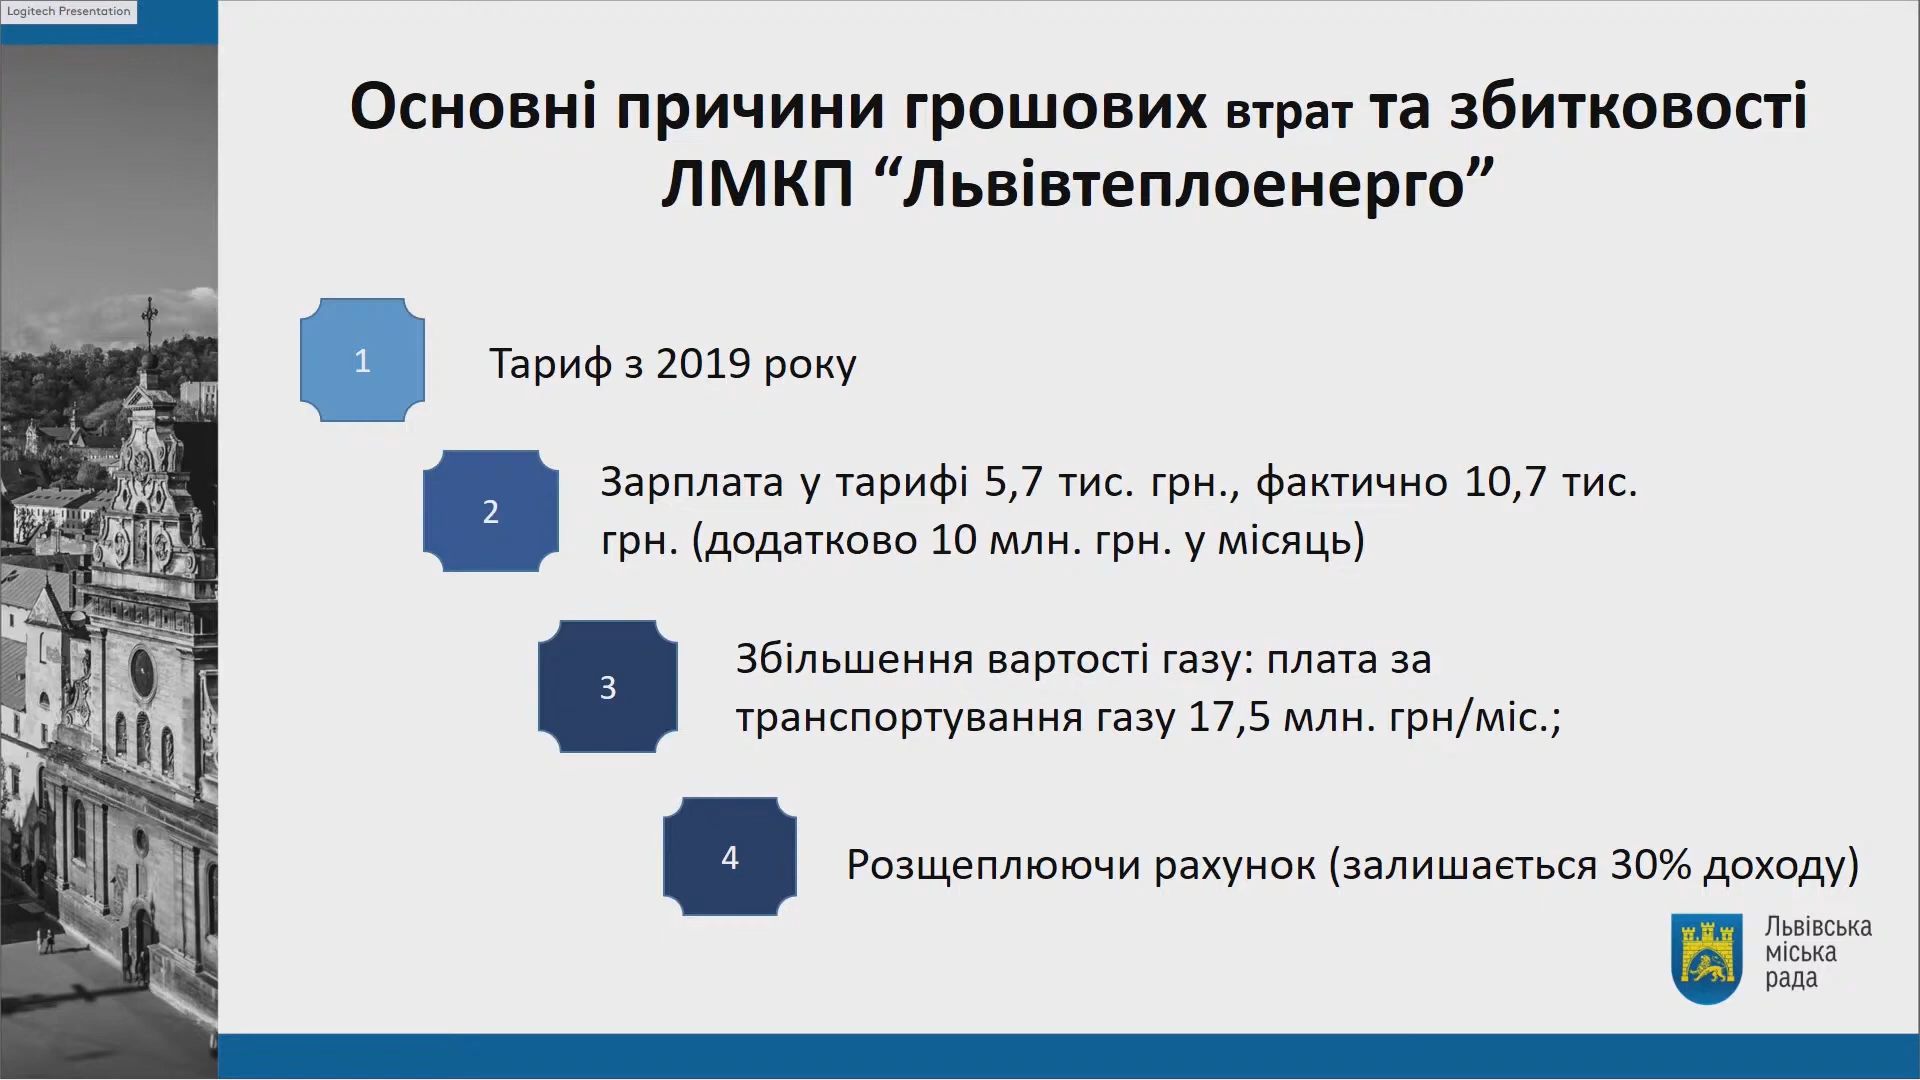 Logitech Presentation
Основні причини грошових втрат та збитковості
ЛМКП “Львівтеплоенерго”
1
Тариф з 2019 року
2
Зарплата у тарифі 5,7 тис. грн., фактично 10,7 тис.
грн. (додатково 10 млн. грн. у місяць)
3
Збільшення вартості газу: плата за
транспортування газу 17,5 млн. грн/міс.;
4
Розщеплюючи рахунок (залишається 30% доходу)
Львівська
міська
рада